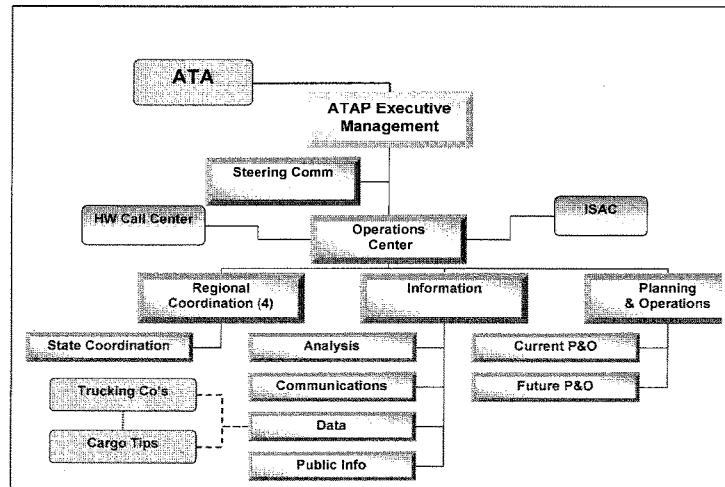 ATA
ATAP Executive
Management
Steering Comm
HW Call Center
ISAC
Operations
Center
Regional
Coordination (4)
Information
Planning
& Operations
State Coordination
Analysis
Current P&O
Trucking Co's
Communications
Future P&O
Cargo Tips
Data
Public Info